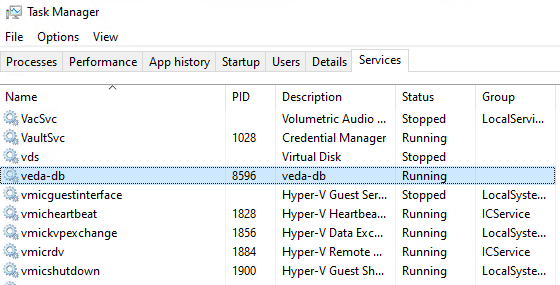 Task Manager
File Options View
Processes Performance App history Startup Users Details Services
Name PID Description Status Group
VacSvc Volumetric Audio ... Stopped LocalServi...
VaultSvc 1028 Credential Manager Running
vds Virtual Disk Stopped
veda-db 8596 veda-db Running
vmicguestinterface Hyper-V Guest Ser... Stopped LocalSyste...
vmicheartbeat 1828 Hyper-V Heartbea... Running ICService
vmickvpexchange 1856 Hyper-V Data Exc... Running LocalSyste...
vmicrdv 1884 Hyper-V Remote ... Running ICService
vmicshutdown 1900 Hyper-V Guest Sh... Running LocalSyste...